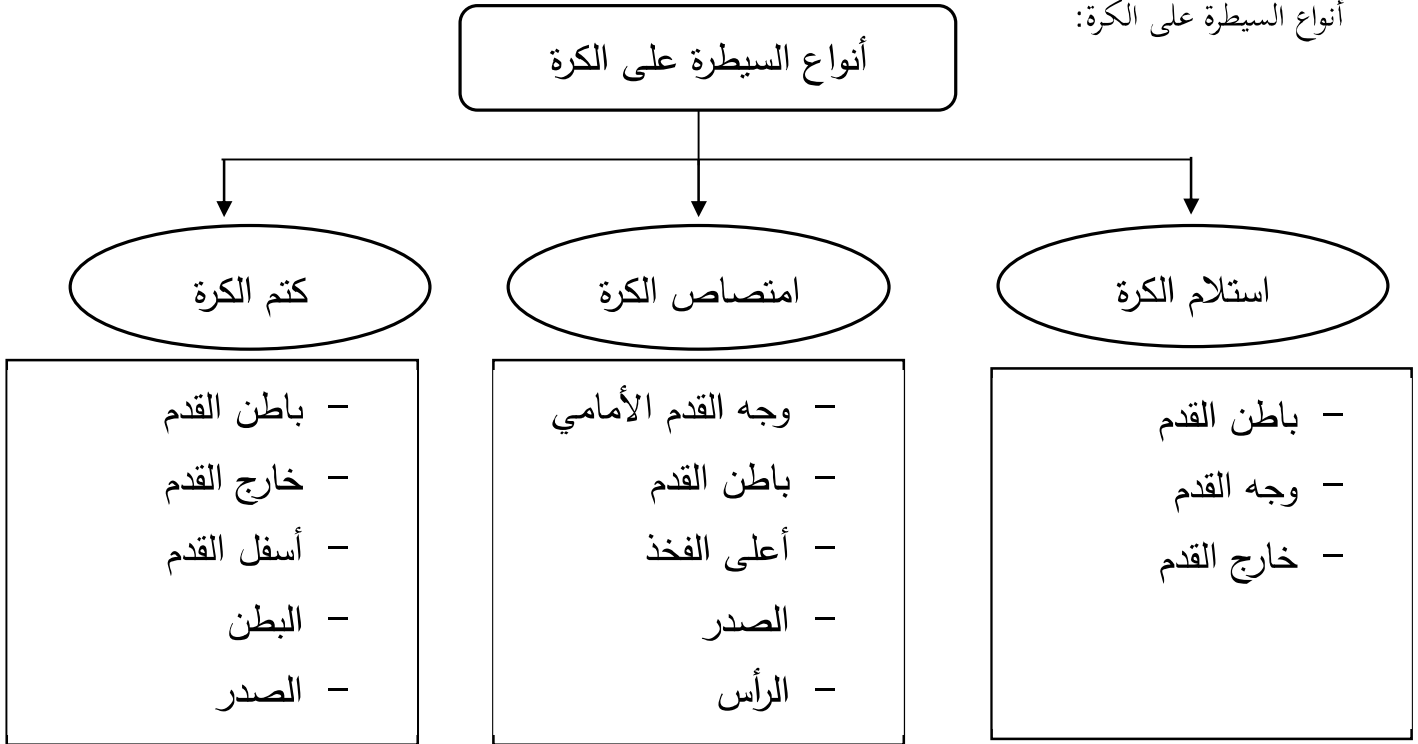 أنواع السيطرة على الكرة:
أنواع السيطرة على الكرة
استلام الكرة
- باطن القدم
- وجه القدم
- خارج القدم
امتصاص الكرة
- وجه القدم الأمامي
- باطن القدم
- أعلى الفخذ
- الصدر
- الرأس
كتم الكرة
- باطن القدم
- خارج القدم
- أسفل القدم
- البطن
- الصدر